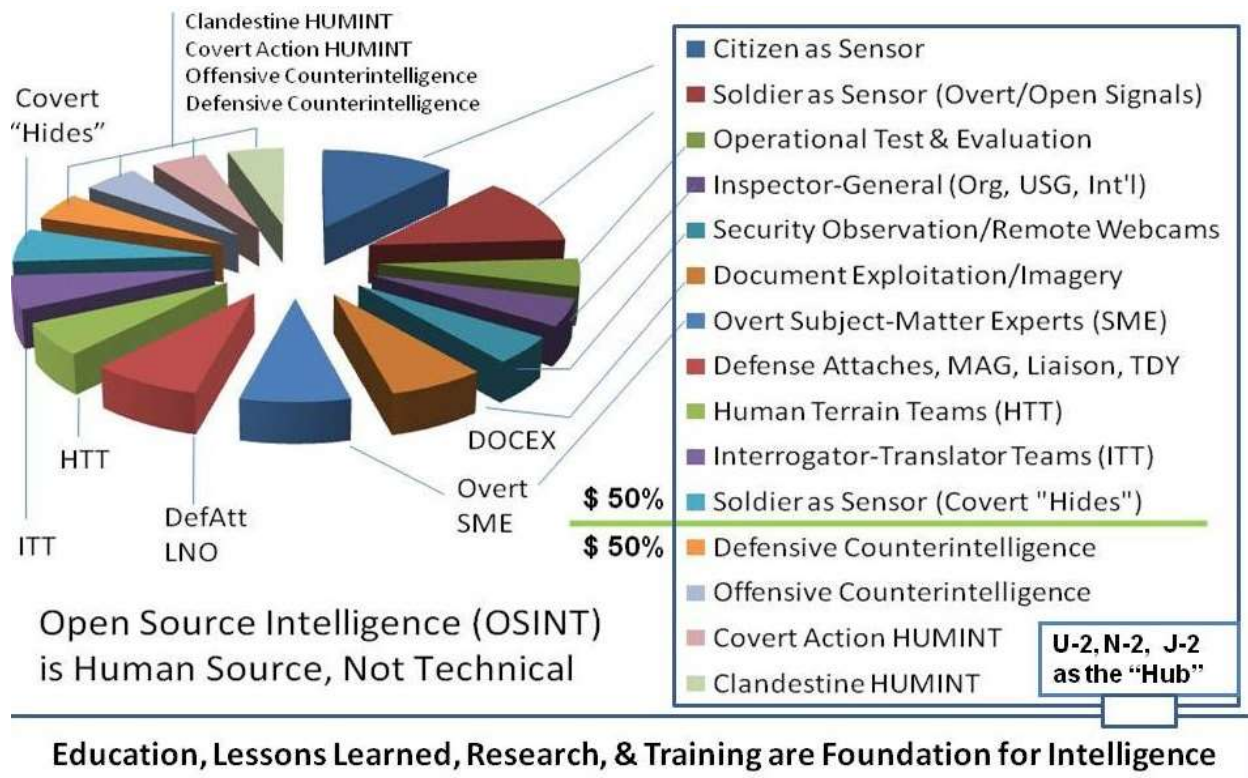 Clandestine HUMINT
Covert Action HUMINT
Offensive Counterintelligence
Defensive Counterintelligence
Covert
“Hides”
HTT
ITT
DefAtt
LNO
Overt
SME
DOCEX
Citizen as Sensor
Soldier as Sensor (Overt/Open Signals)
Operational Test & Evaluation
Inspector-General (Org, USG, Int'l)
Security Observation/Remote Webcams
Document Exploitation/Imagery
Overt Subject-Matter Experts (SME)
Defense Attaches, MAG, Liaison, TDY
Human Terrain Teams (HTT)
Interrogator-Translator Teams (ITT)
$ 50% Soldier as Sensor (Covert "Hides")
$ 50% Defensive Counterintelligence
Offensive Counterintelligence
Covert Action HUMINT
Clandestine HUMINT
U-2, N-2, J-2
as the “Hub”
Open Source Intelligence (OSINT)
is Human Source, Not Technical
Education, Lessons Learned, Research, & Training are Foundation for Intelligence